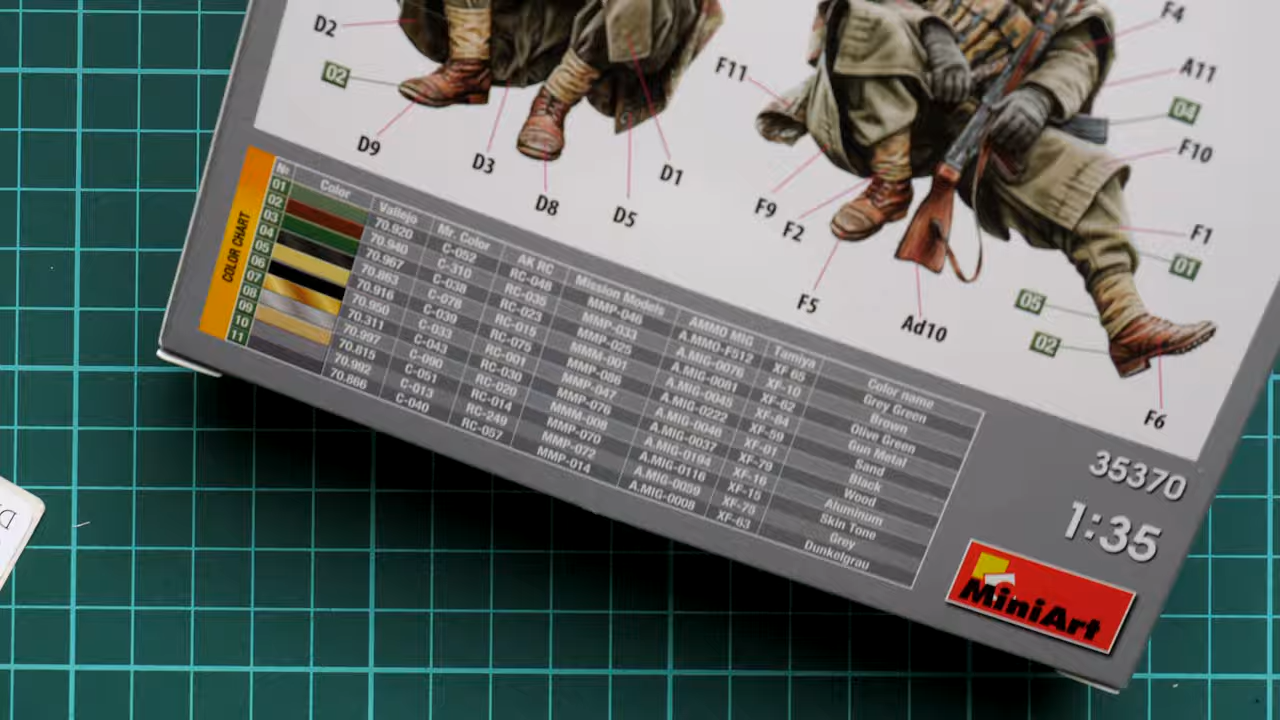 D2
02
D9
D3
D8
D5
D1
F4
F11
A11
04
F10
F9
F2
F1
01
F5
Ad10
05
02
F6
COLOR CHART
№ Color Vallejo Mr. Color AK RC Mission Models AMMO MIG Tamiya Color name
01 70.920 C-052 RC-048 MMP-046 A.MMO-F512 XF 65 Grey Green
02 70.940 C-310 RC-035 MMP-033 A.MIG-0076 XF-10 Brown
03 70.967 C-038 RC-023 MMP-025 A.MIG-0081 XF-62 Olive Green
04 70.863 C-078 RC-015 MMM-001 A.MIG-0045 XF-84 Gun Metal
05 70.916 C-039 RC-075 MMP-086 A.MIG-0222 XF-59 Sand
06 70.950 C-033 RC-001 MMP-047 A.MIG-0046 XF-01 Black
07 70.311 C-043 RC-030 MMP-076 A.MIG-0037 XF-79 Wood
08 70.997 C-090 RC-020 MMM-008 A.MIG-0194 XF-16 Aluminum
09 70.815 C-051 RC-014 MMP-070 A.MIG-0116 XF-15 Skin Tone
10 70.992 C-013 RC-249 MMP-072 A.MIG-0059 XF-75 Grey
11 70.866 C-040 RC-057 MMP-014 A.MIG-0008 XF-63 Dunkelgrau
35370
1:35
MiniArt